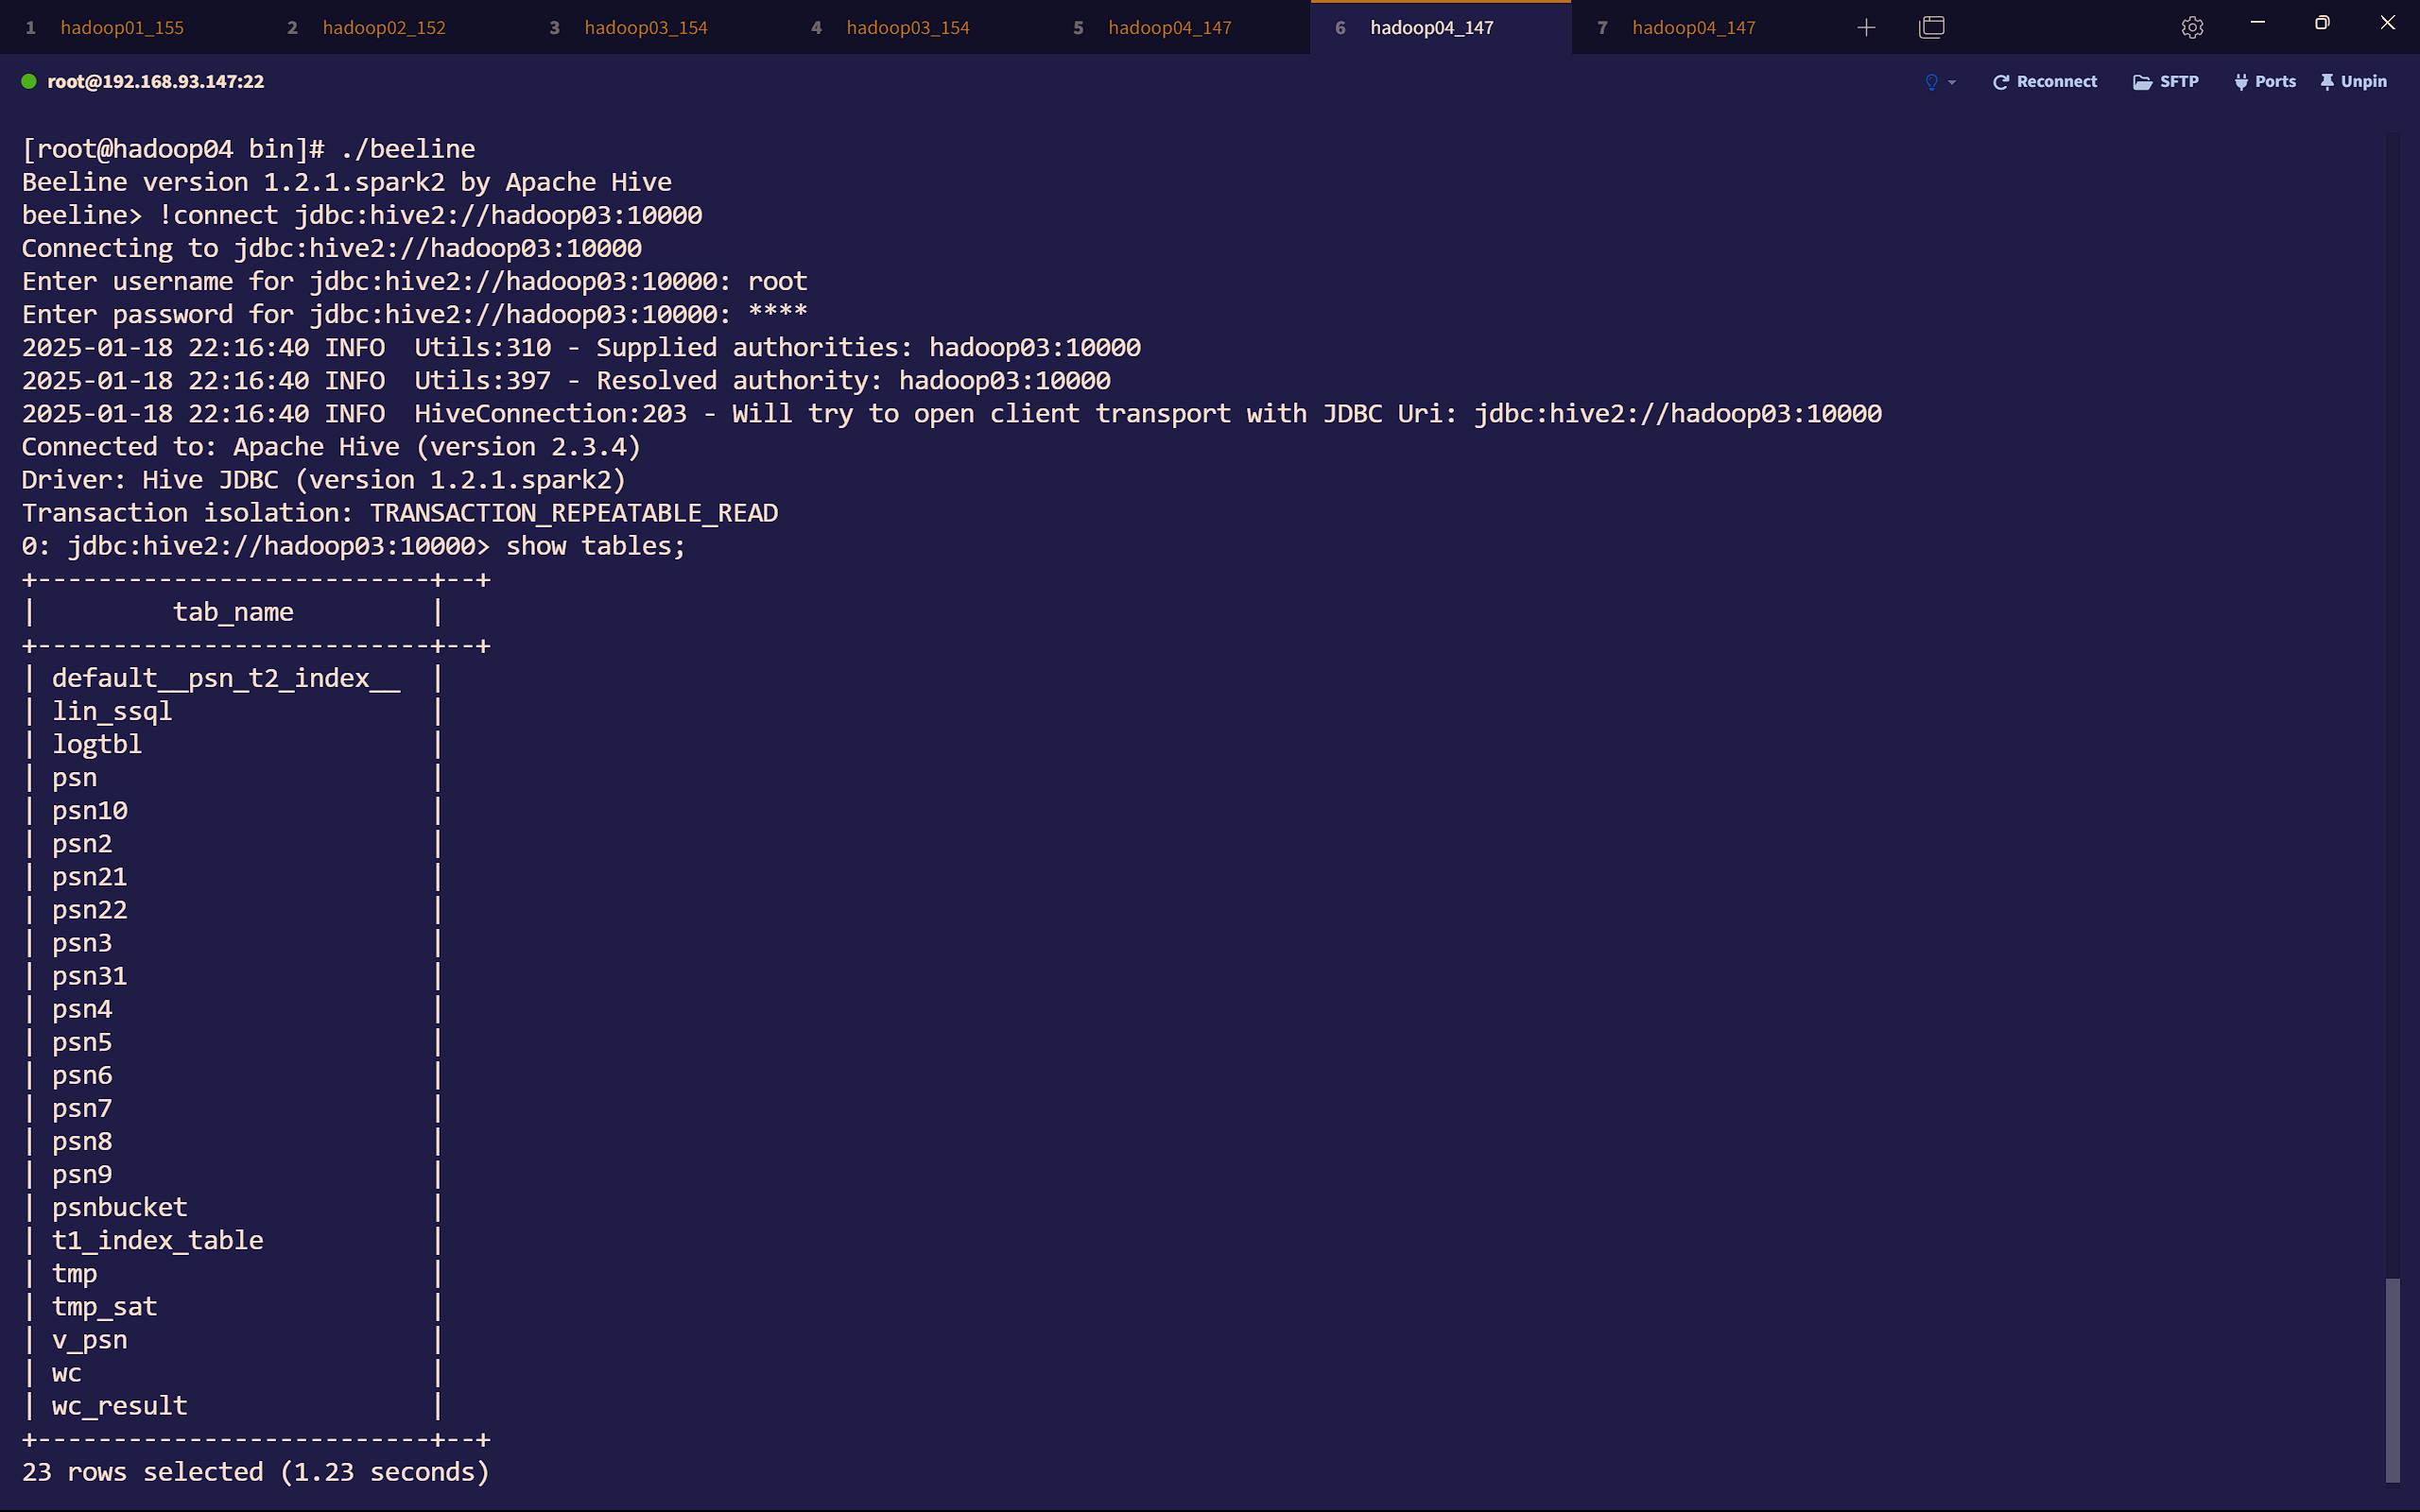 1 hadoop01_155 2 hadoop02_152 3 hadoop03_154 4 hadoop03_154 5 hadoop04_147 6 hadoop04_147 7 hadoop04_147
root@192.168.93.147:22 Reconnect SFTP Ports Unpin
[root@hadoop04 bin]# ./beeline
Beeline version 1.2.1.spark2 by Apache Hive
beeline> !connect jdbc:hive2://hadoop03:10000
Connecting to jdbc:hive2://hadoop03:10000
Enter username for jdbc:hive2://hadoop03:10000: root
Enter password for jdbc:hive2://hadoop03:10000: ****
2025-01-18 22:16:40 INFO  Utils:310 - Supplied authorities: hadoop03:10000
2025-01-18 22:16:40 INFO  Utils:397 - Resolved authority: hadoop03:10000
2025-01-18 22:16:40 INFO  HiveConnection:203 - Will try to open client transport with JDBC Uri: jdbc:hive2://hadoop03:10000
Connected to: Apache Hive (version 2.3.4)
Driver: Hive JDBC (version 1.2.1.spark2)
Transaction isolation: TRANSACTION_REPEATABLE_READ
0: jdbc:hive2://hadoop03:10000> show tables;
+--------------------------+--+
|         tab_name         |
+--------------------------+--+
| default__psn_t2_index__  |
| lin_ssql                 |
| logtbl                   |
| psn                      |
| psn10                    |
| psn2                     |
| psn21                    |
| psn22                    |
| psn3                     |
| psn31                    |
| psn4                     |
| psn5                     |
| psn6                     |
| psn7                     |
| psn8                     |
| psn9                     |
| psnbucket                |
| t1_index_table           |
| tmp                      |
| tmp_sat                  |
| v_psn                    |
| wc                       |
| wc_result                |
+--------------------------+--+
23 rows selected (1.23 seconds)